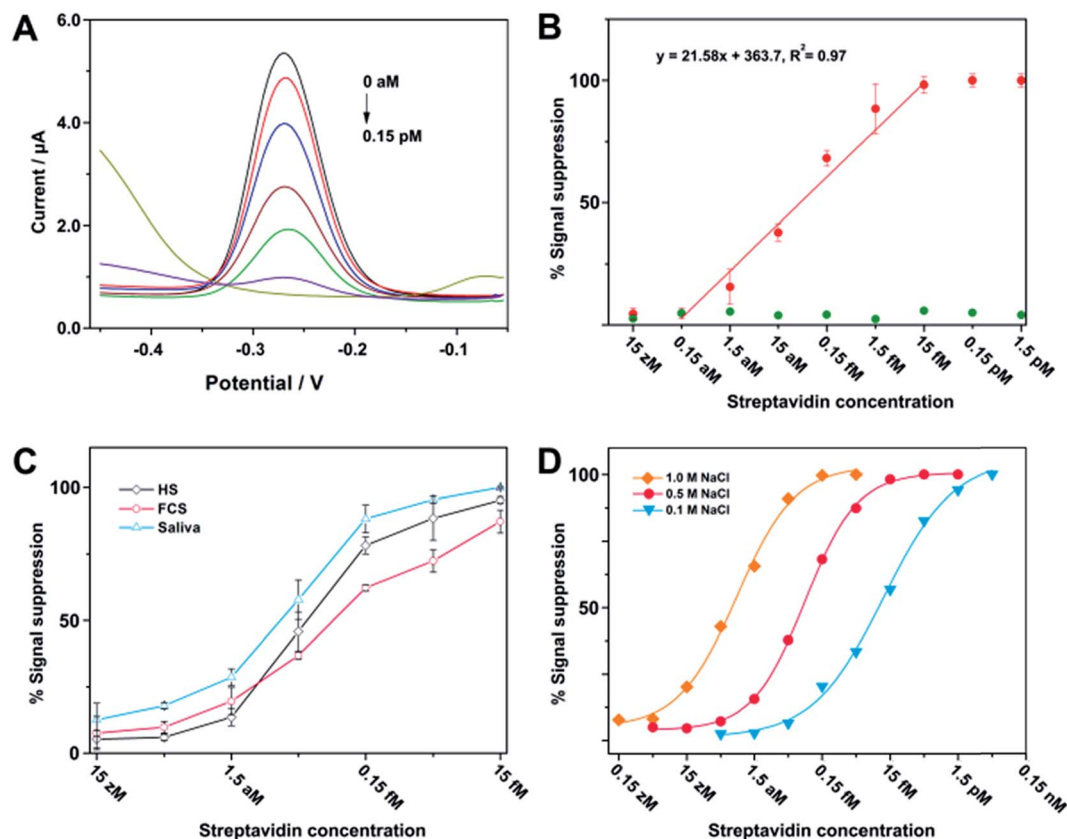 A
6.0
4.0
2.0
0.0
Current / µA
0 aM
0.15 pM
-0.4
-0.3
-0.2
-0.1
Potential / V
B
y = 21.58x + 363.7, R²= 0.97
100
50
0
% Signal suppression
15 zM
0.15 aM
1.5 aM
15 aM
0.15 fM
1.5 fM
15 fM
0.15 pM
1.5 pM
Streptavidin concentration
C
HS
FCS
Saliva
100
50
0
% Signal suppression
15 zM
1.5 aM
0.15 fM
15 fM
Streptavidin concentration
D
1.0 M NaCl
0.5 M NaCl
0.1 M NaCl
100
50
0
% Signal suppression
0.15 zM
15 zM
1.5 aM
0.15 fM
15 fM
1.5 pM
0.15 nM
Streptavidin concentration